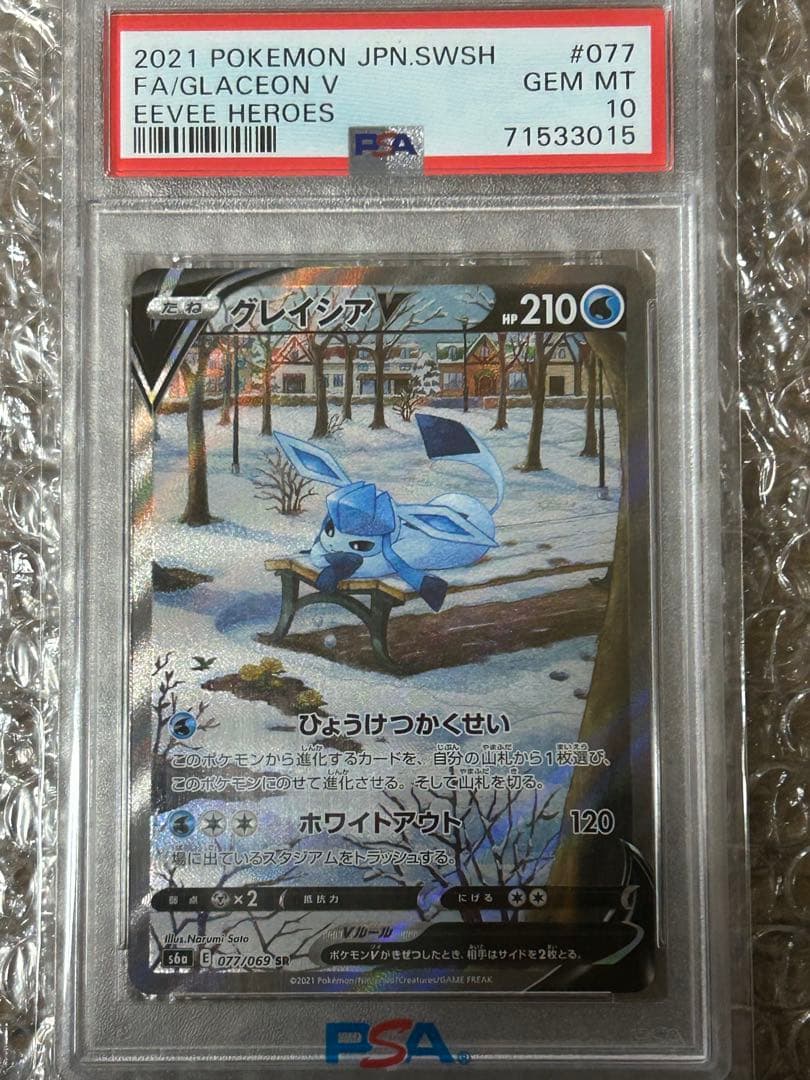 2021 POKEMON JPN.SWSH #077
FA/GLACEON V GEM MT
EEVEE HEROES 10
PSA 71533015
たね グレイシアV HP 210
ひょうけつかくせい
このポケモンから進化するカードを、自分の山札から1枚選び、
このポケモンにのせて進化させる。そして山札を切る。
ホワイトアウト 120
場に出ているスタジアムをトラッシュする。
弱点 ×2 抵抗力 にげる
Illus.Narumi Sato
Vルール
ポケモンVがきぜつしたとき、相手はサイドを2枚とる。
s6a E 077/069 SR
©2021 Pokémon/Nintendo/Creatures/GAME FREAK
PSA